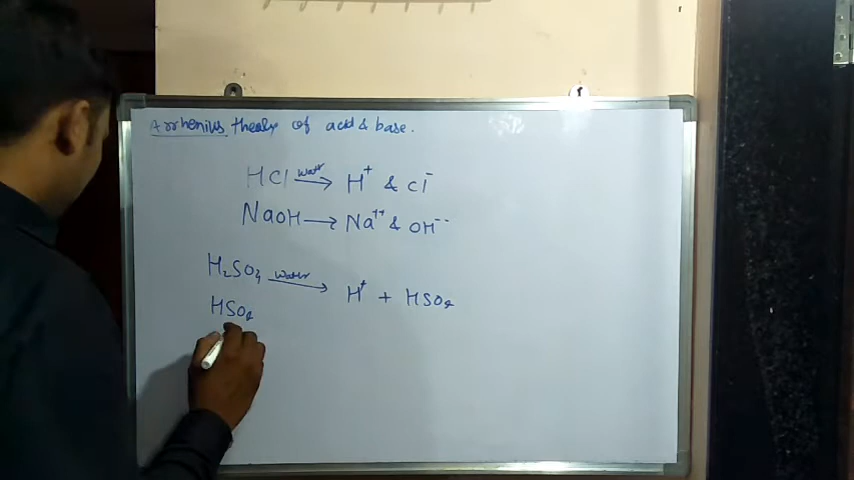 Arrhenius theory of acid & base.
HCl water → H⁺ & Cl⁻
NaOH → Na⁺⁺ & OH⁻⁻
H₂SO₄ water → H⁺ + HSO₄
HSO₄